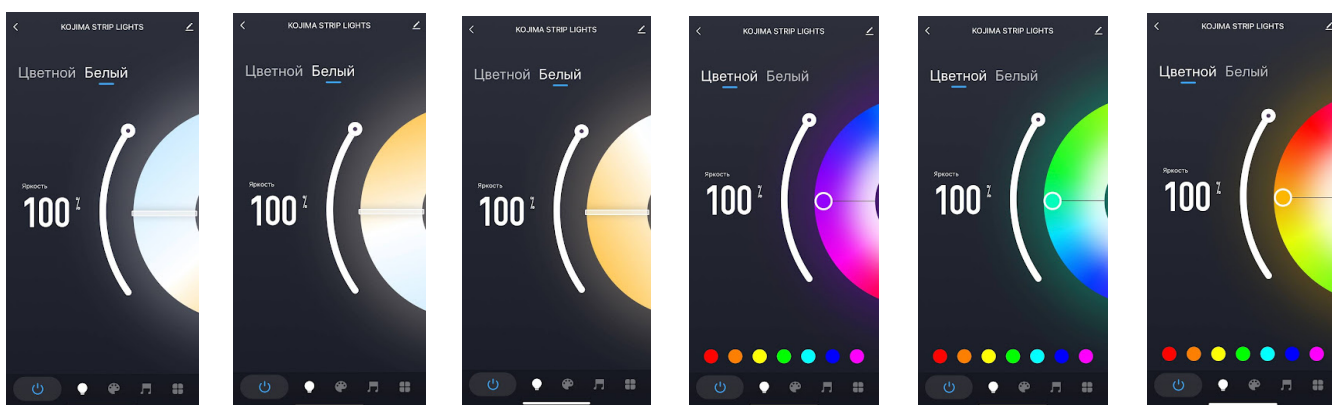 KOJIMA STRIP LIGHTS
Цветной Белый
Яркость
100 %
KOJIMA STRIP LIGHTS
Цветной Белый
Яркость
100 %
KOJIMA STRIP LIGHTS
Цветной Белый
Яркость
100 %
KOJIMA STRIP LIGHTS
Цветной Белый
Яркость
100 %
KOJIMA STRIP LIGHTS
Цветной Белый
Яркость
100 %
KOJIMA STRIP LIGHTS
Цветной Белый
Яркость
100 %